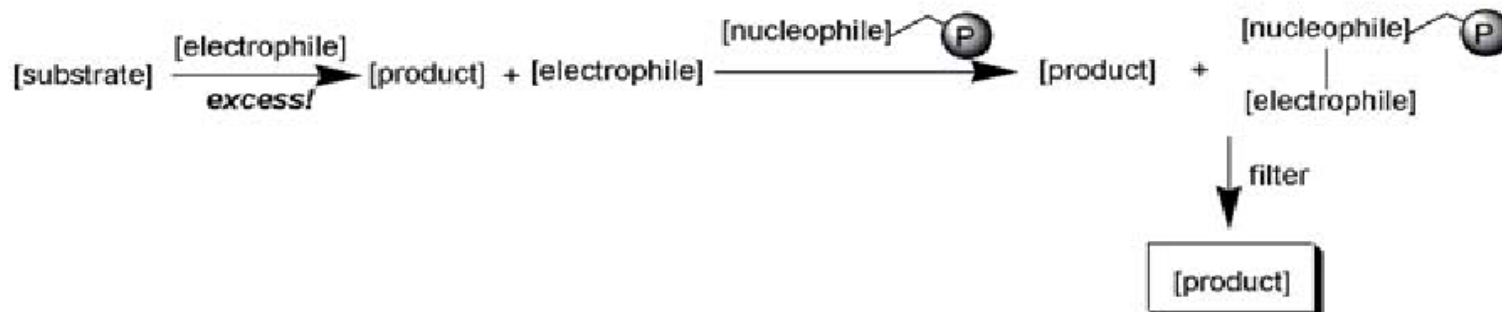 [substrate] [electrophile] excess! [product] + [electrophile] [nucleophile] P [product] + [nucleophile] P
[electrophile]
filter
[product]